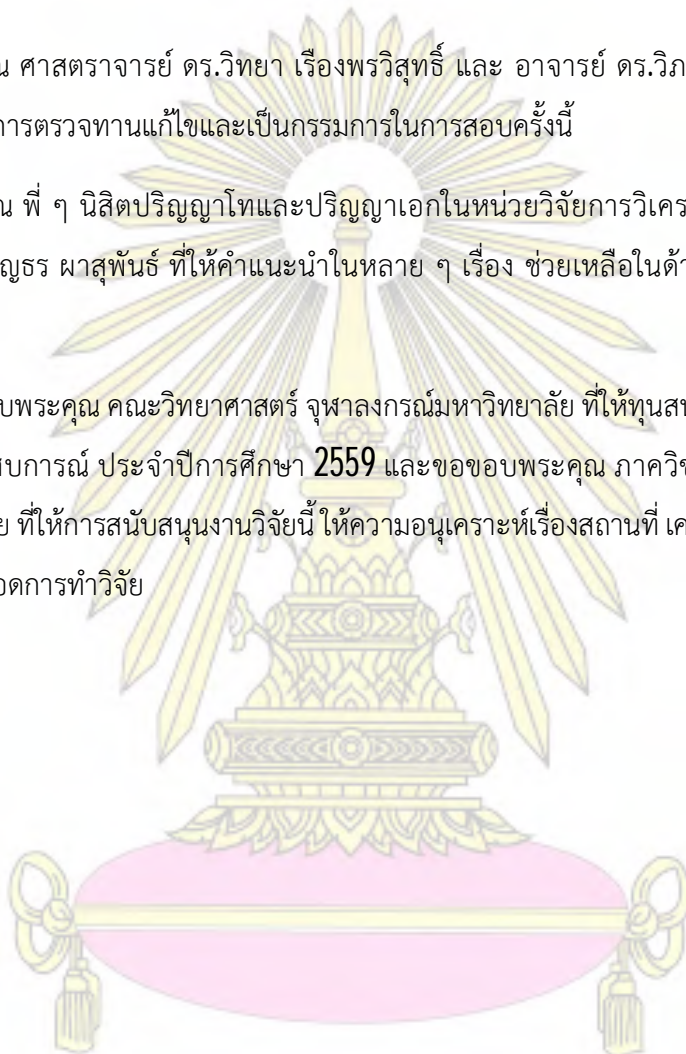 ศาสตราจารย์ ดร.วิทยา เรืองพรวิสุทธิ์ และ อาจารย์ ดร.วิภ
การตรวจทานแก้ไขและเป็นกรรมการในการสอบครั้งนี้
พี่ ๆ นิสิตปริญญาโทและปริญญาเอกในหน่วยวิจัยการวิเคร
ญธร ผาสุพันธ์ ที่ให้คำแนะนำในหลาย ๆ เรื่อง ช่วยเหลือในด้า
บพระคุณ คณะวิทยาศาสตร์ จุฬาลงกรณ์มหาวิทยาลัย ที่ให้ทุนสน
สบการณ์ ประจำปีการศึกษา 2559 และขอขอบพระคุณ ภาควิช
ย ที่ให้การสนับสนุนงานวิจัยนี้ ให้ความอนุเคราะห์เรื่องสถานที่ เค
อดการทำวิจัย